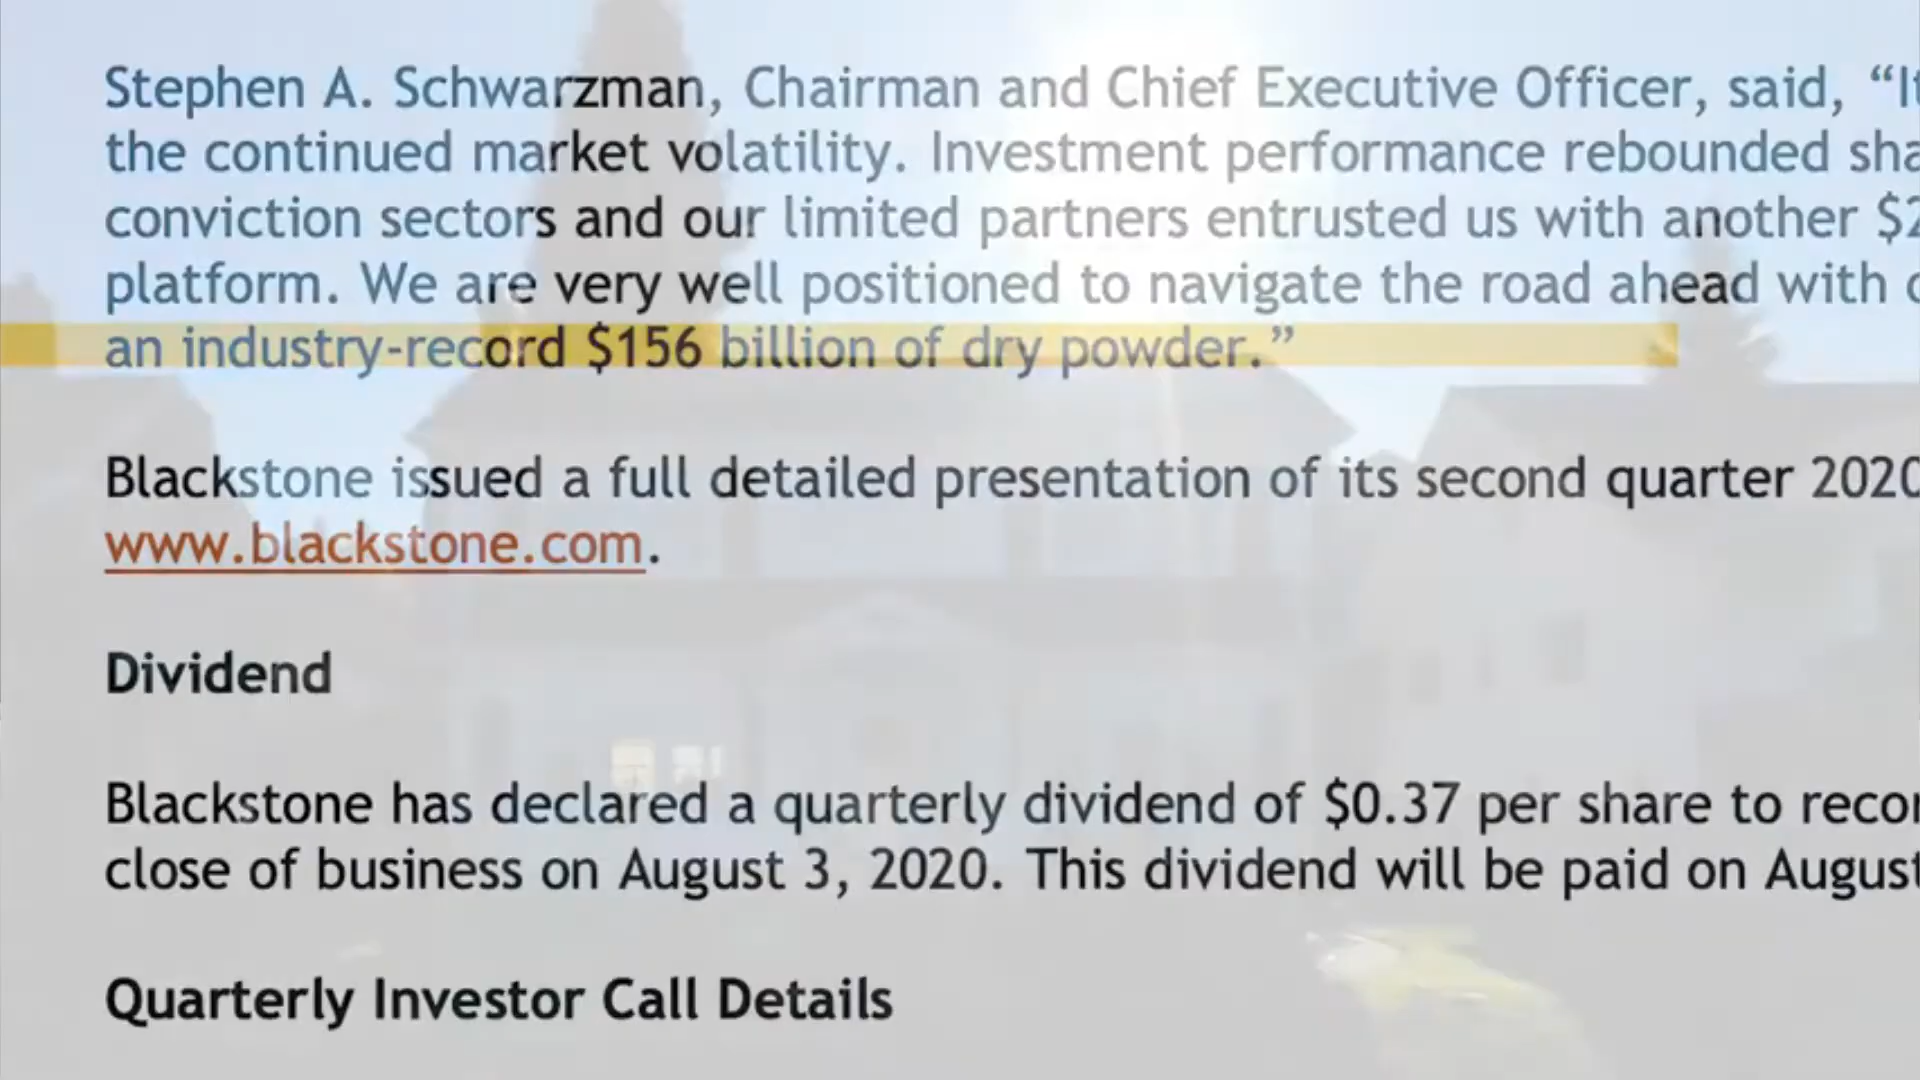 Stephen A. Schwarzman, Chairman and Chief Executive Officer, said, “It
the continued market volatility. Investment performance rebounded
conviction sectors and our limited partners entrusted us with another $2
platform. We are very well positioned to navigate the road ahead with
an industry-record $156 billion of dry powder.”
Blackstone issued a full detailed presentation of its second quarter 2020
www.blackstone.com.
Dividend
Blackstone has declared a quarterly dividend of $0.37 per share to
close of business on August 3, 2020. This dividend will be paid on August
Quarterly Investor Call Details